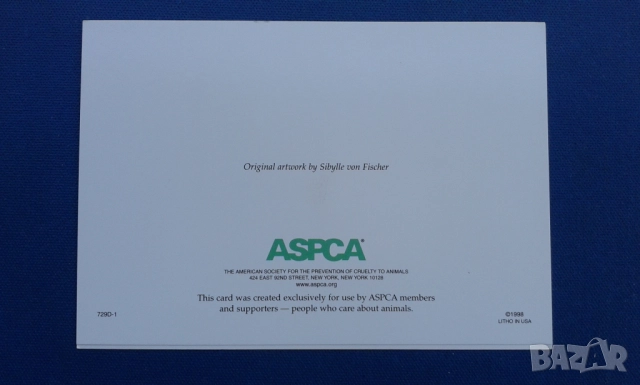 Original artwork by Sibylle von Fischer
ASPCA®
THE AMERICAN SOCIETY FOR THE PREVENTION OF CRUELTY TO ANIMALS
424 EAST 92ND STREET, NEW YORK, NEW YORK 10128
www.aspca.org
This card was created exclusively for use by ASPCA members
and supporters — people who care about animals.
729D-1
©1998
LITHO IN USA
BAZAR